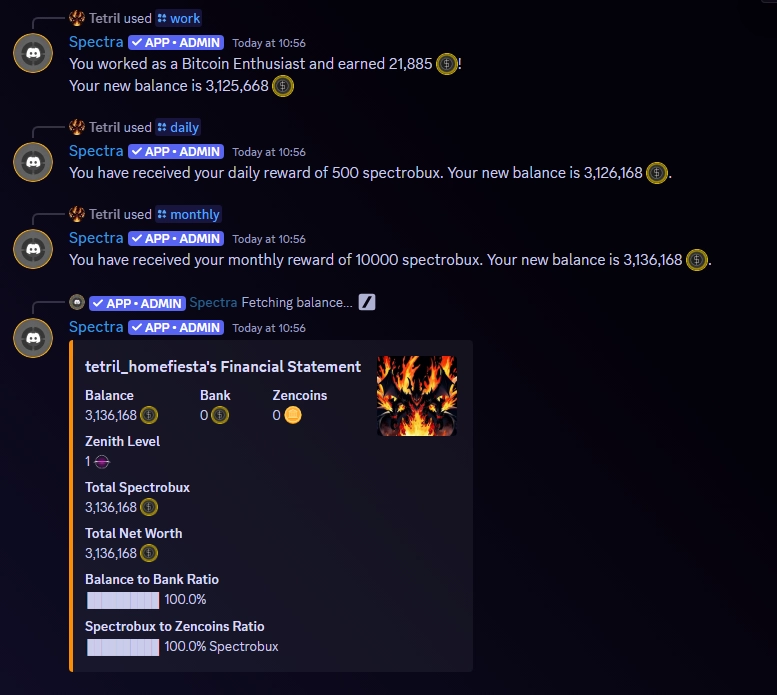 Tetril used work
Spectra APP • ADMIN Today at 10:56
You worked as a Bitcoin Enthusiast and earned 21,885 !
Your new balance is 3,125,668
Tetril used daily
Spectra APP • ADMIN Today at 10:56
You have received your daily reward of 500 spectrobux. Your new balance is 3,126,168 .
Tetril used monthly
Spectra APP • ADMIN Today at 10:56
You have received your monthly reward of 10000 spectrobux. Your new balance is 3,136,168 .
APP • ADMIN Spectra Fetching balance...
Spectra APP • ADMIN Today at 10:56
tetril_homefiesta's Financial Statement
Balance Bank Zencoins
3,136,168 0 0
Zenith Level
1
Total Spectrobux
3,136,168
Total Net Worth
3,136,168
Balance to Bank Ratio
100.0%
Spectrobux to Zencoins Ratio
100.0% Spectrobux